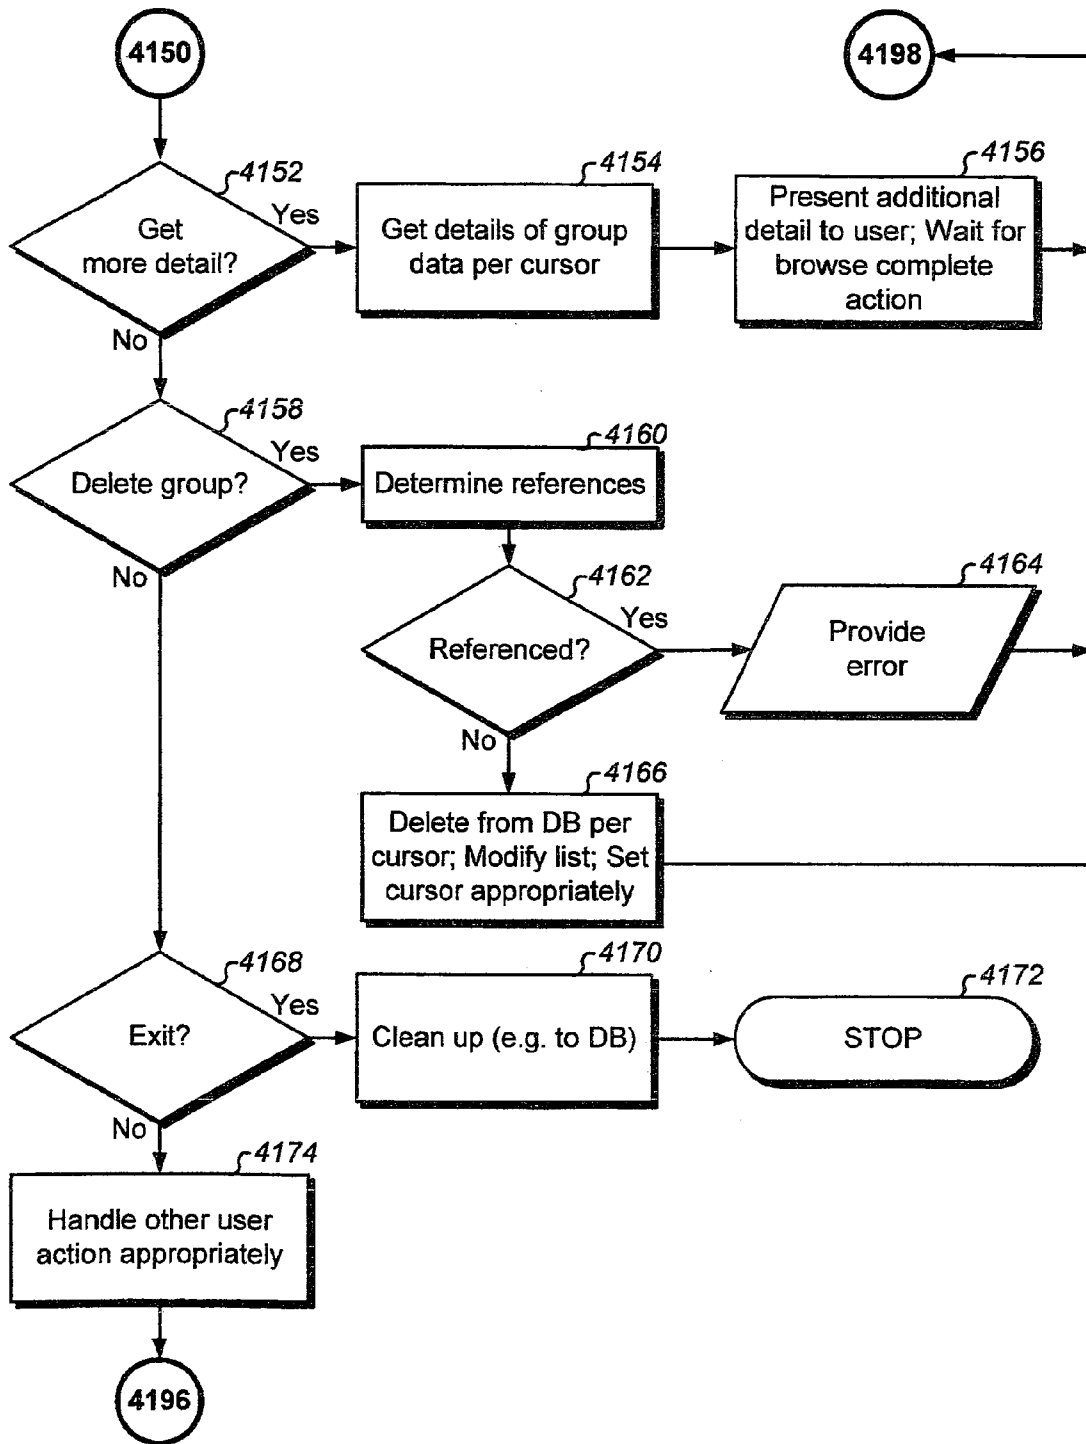 4150
4198
4152
Get
more detail?
Yes
No
4154
Get details of group
data per cursor
4156
Present additional
detail to user; Wait for
browse complete
action
4158
Delete group?
Yes
No
4160
Determine references
4162
Referenced?
Yes
No
4164
Provide
error
4166
Delete from DB per
cursor; Modify list; Set
cursor appropriately
4168
Exit?
Yes
No
4170
Clean up (e.g. to DB)
4172
STOP
4174
Handle other user
action appropriately
4196